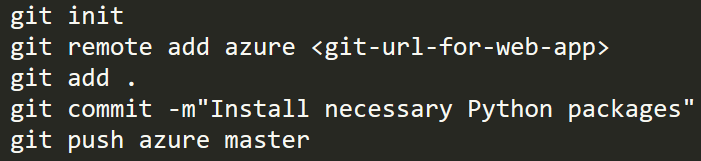 git init
git remote add azure <git-url-for-web-app>
git add .
git commit -m"Install necessary Python packages"
git push azure master